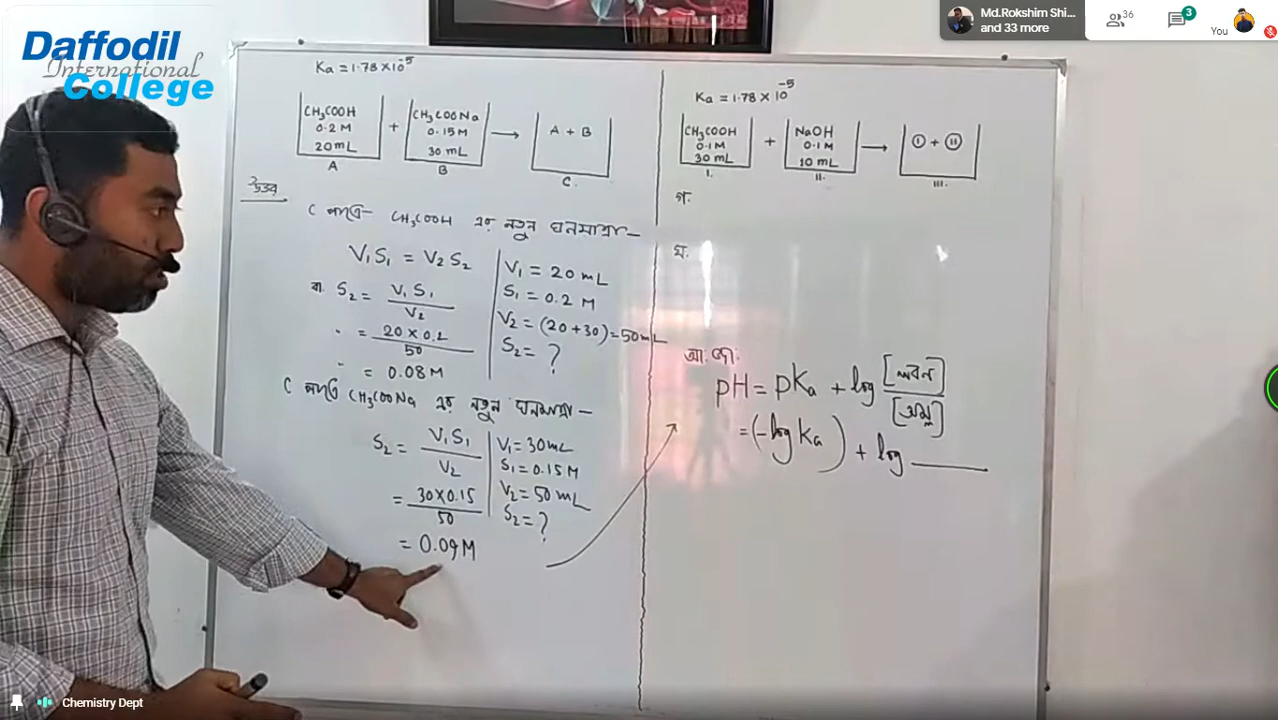 Daffodil
International
College
Md.Rokshim Shi...
and 33 more
36
3
You
Ka = 1.78 × 10⁻⁵
CH₃COOH
0.2 M
20 mL
A
+
CH₃COONa
0.15 M
30 mL
B
→
A + B
C.
উত্তর
C পাত্রে CH₃COOH এর নতুন ঘনমাত্রা—
V₁S₁ = V₂S₂
বা, S₂ = V₁S₁ / V₂
" = 20 × 0.2 / 50
" = 0.08 M
V₁ = 20 mL
S₁ = 0.2 M
V₂ = (20 + 30) = 50 mL
S₂ = ?
C পাত্রে CH₃COONa এর নতুন ঘনমাত্রা—
S₂ = V₁S₁ / V₂
= 30 × 0.15 / 50
= 0.09 M
V₁ = 30 mL
S₁ = 0.15 M
V₂ = 50 mL
S₂ = ?
Ka = 1.78 × 10⁻⁵
CH₃COOH
0.1 M
30 mL
I.
+
NaOH
0.1 M
10 mL
II.
→
Ⓘ + Ⓘⓘ
III.
গ.
ঘ.
আ. জা:
pH = pKa + log [লবন] / [অম্ল]
= (−log Ka) + log
Chemistry Dept